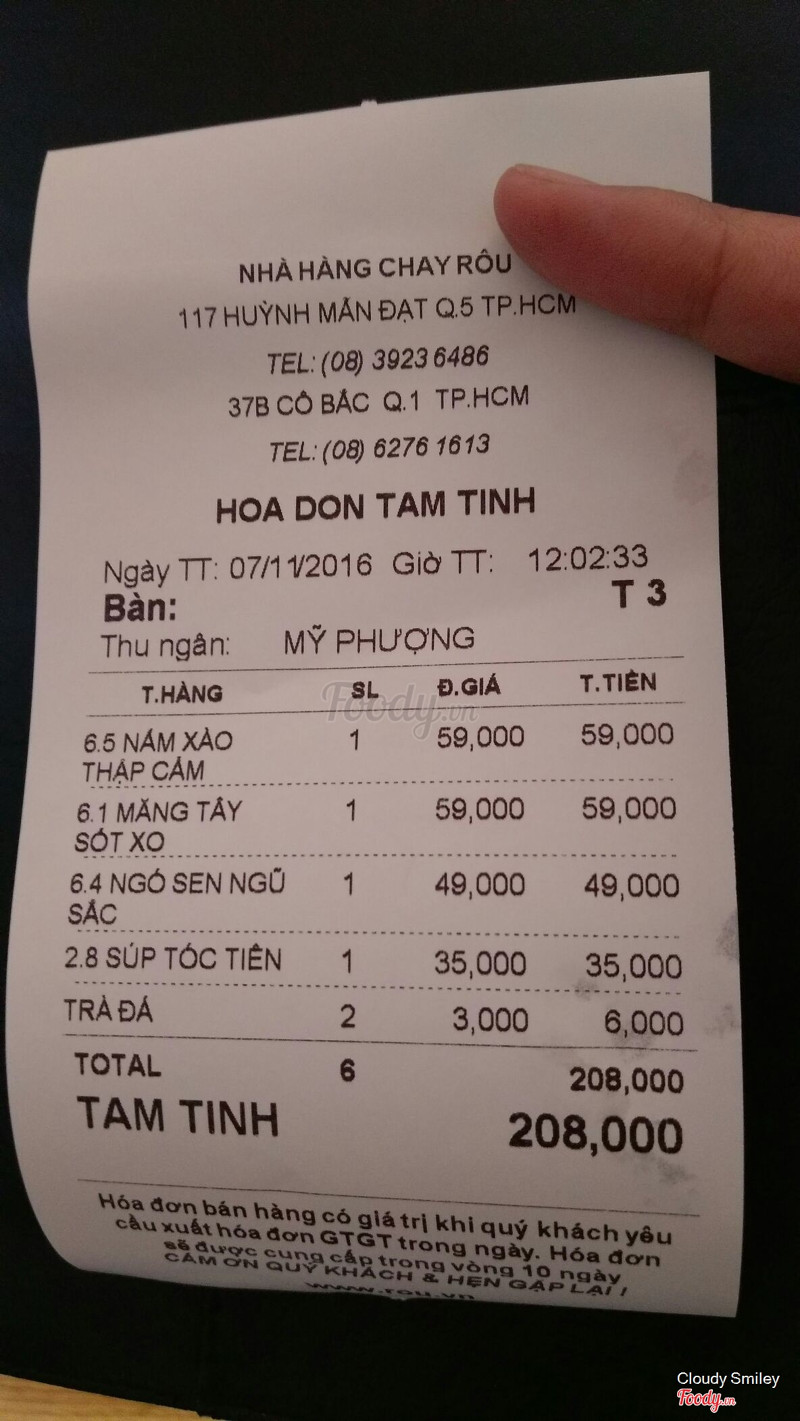 NHÀ HÀNG CHAY RÔU
117 HUỲNH MẪN ĐẠT Q.5 TP.HCM
TEL: (08) 3923 6486
37B CÔ BẮC Q.1 TP.HCM
TEL: (08) 6276 1613
HOA DON TAM TINH
Ngày TT: 07/11/2016 Giờ TT: 12:02:33
Bàn: T 3
Thu ngân: MỸ PHƯỢNG
T.HÀNG SL Đ.GIÁ T.TIỀN
Foody.vn
6.5 NẤM XÀO 1 59,000 59,000
THẬP CẨM
6.1 MĂNG TÂY 1 59,000 59,000
SỐT XO
6.4 NGÓ SEN NGŨ 1 49,000 49,000
SẮC
2.8 SÚP TÓC TIÊN 1 35,000 35,000
TRÀ ĐÁ 2 3,000 6,000
TOTAL 6 208,000
TAM TINH 208,000
Hóa đơn bán hàng có giá trị khi quý khách yêu
cầu xuất hóa đơn GTGT trong ngày. Hóa đơn
sẽ được cung cấp trong vòng 10 ngày
CẢM ƠN QUÝ KHÁCH & HẸN GẶP LẠI !
www.rou.vn
Cloudy Smiley
Foody.vn